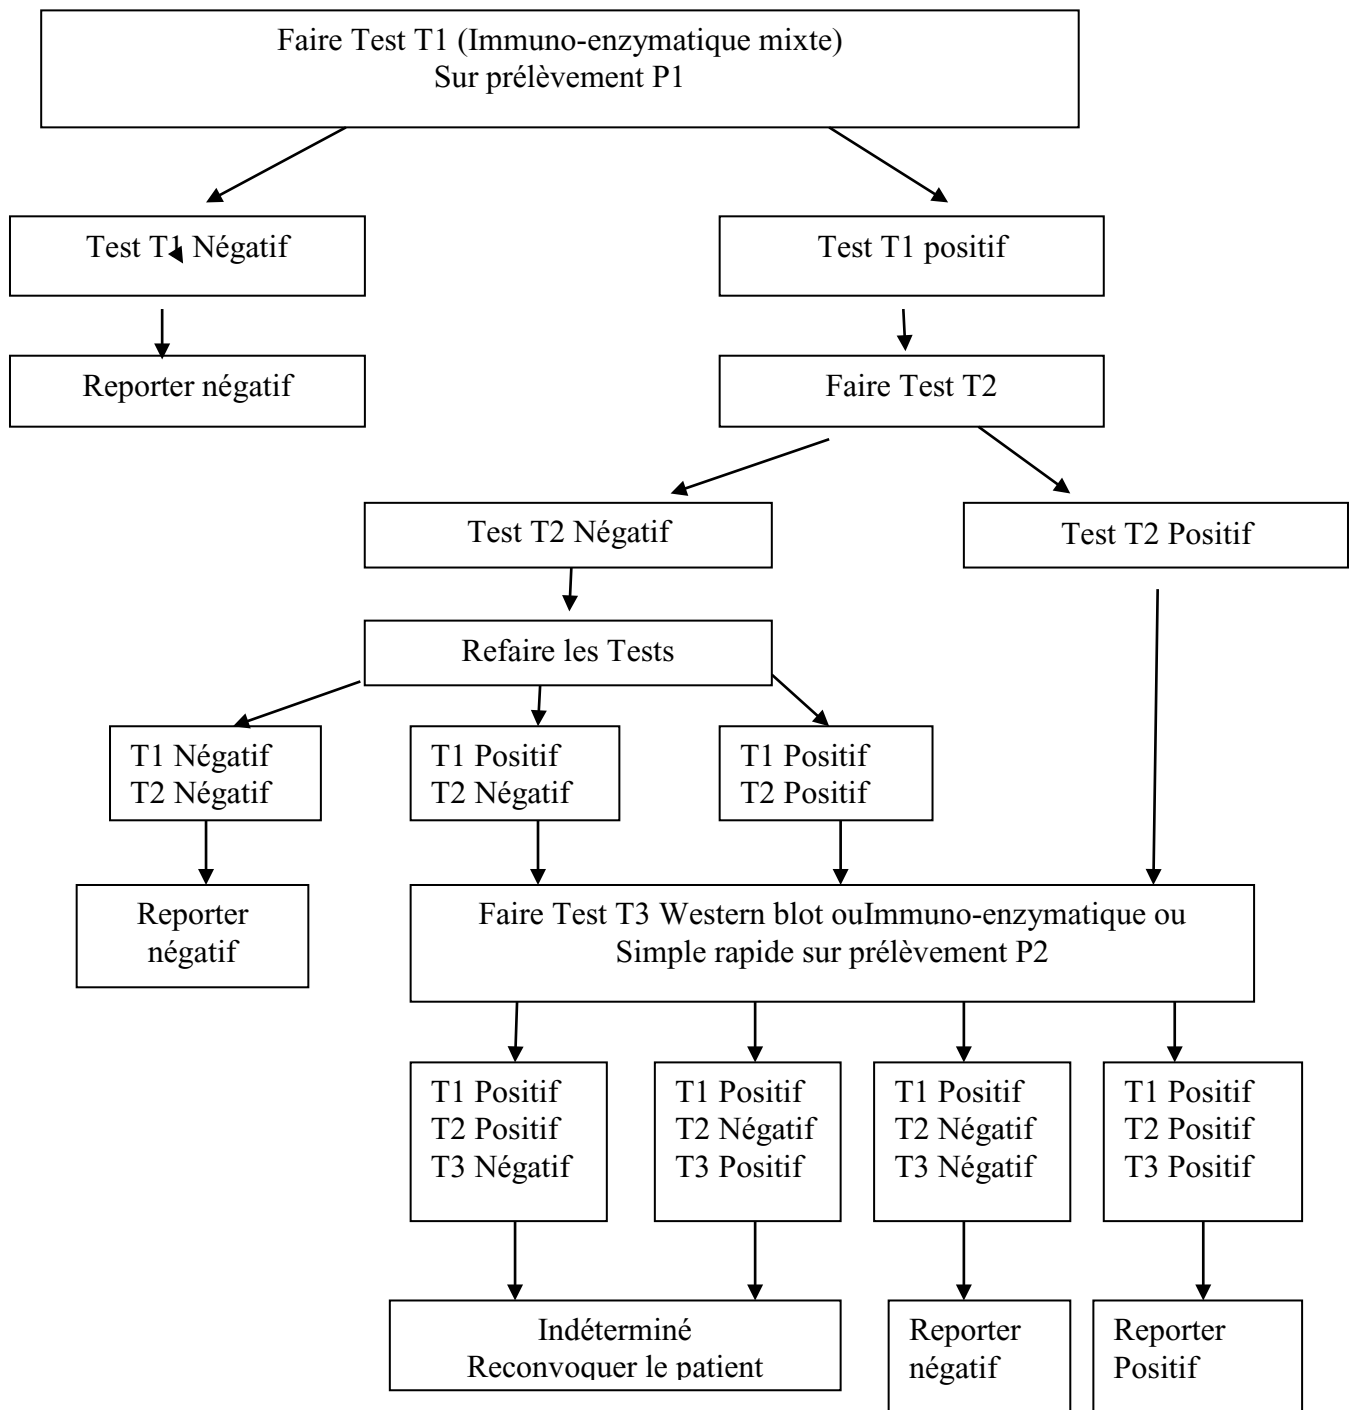 Faire Test T1 (Immuno-enzymatique mixte)
Sur prélèvement P1
Test T1 Négatif
Test T1 positif
Reporter négatif
Faire Test T2
Test T2 Négatif
Test T2 Positif
Refaire les Tests
T1 Négatif
T2 Négatif
T1 Positif
T2 Négatif
T1 Positif
T2 Positif
Reporter
négatif
Faire Test T3 Western blot ouImmuno-enzymatique ou
Simple rapide sur prélèvement P2
T1 Positif
T2 Positif
T3 Négatif
T1 Positif
T2 Négatif
T3 Positif
T1 Positif
T2 Négatif
T3 Négatif
T1 Positif
T2 Positif
T3 Positif
Indéterminé
Reconvoquer le patient
Reporter
négatif
Reporter
Positif